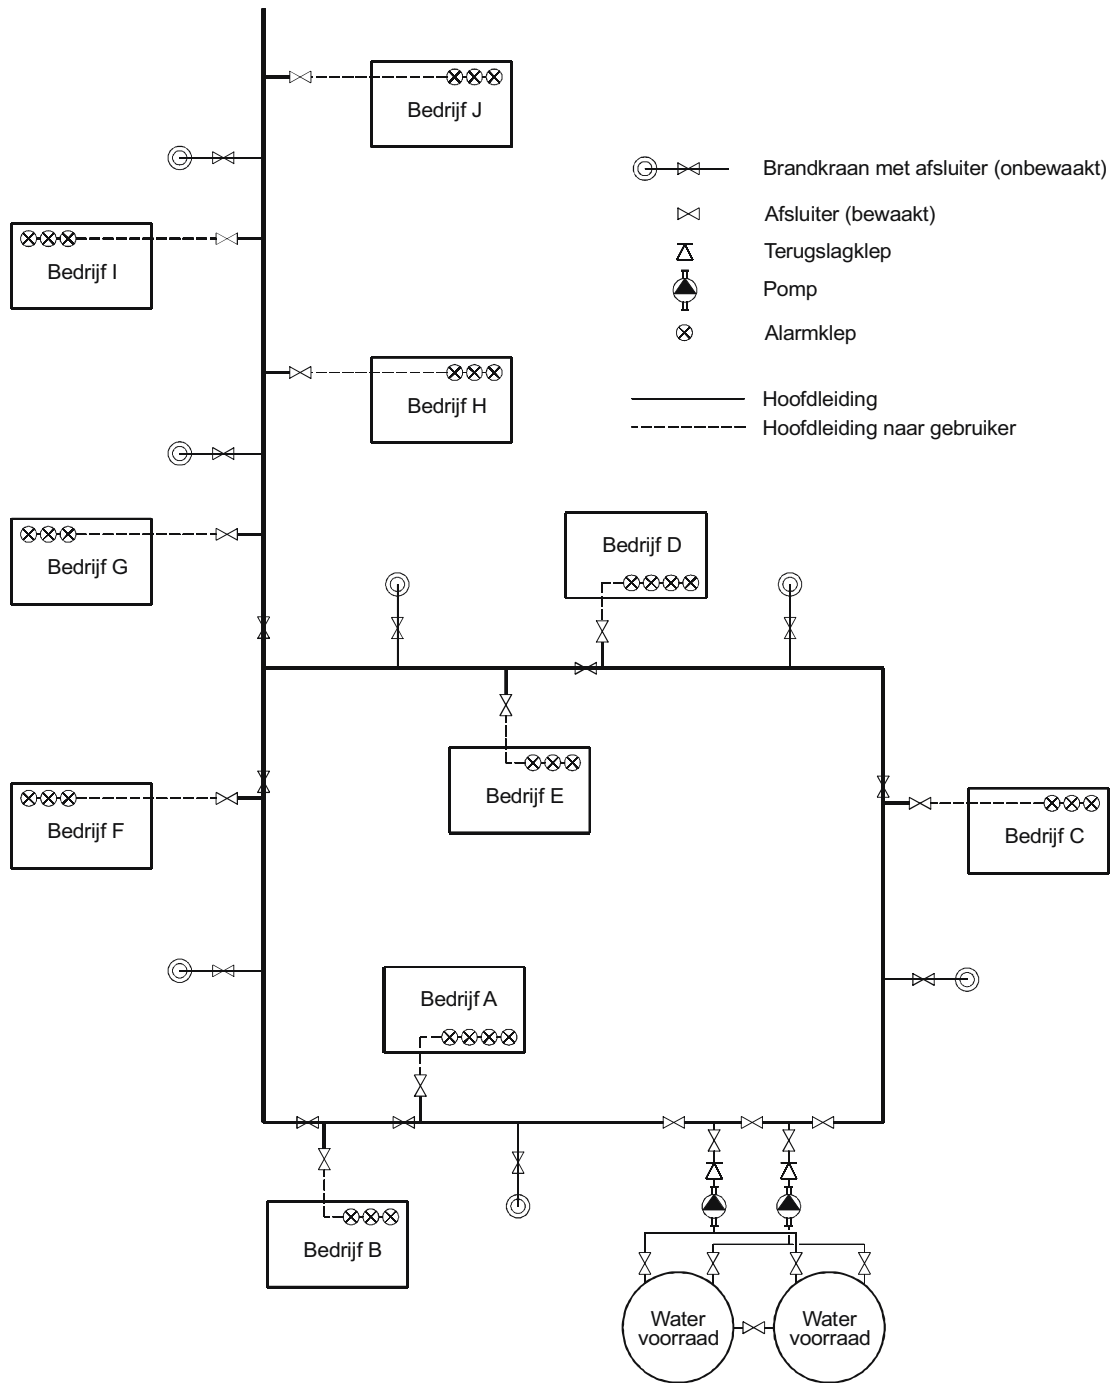 Bedrijf J
Brandkraan met afsluiter (onbewaakt)
Afsluiter (bewaakt)
Terugslagklep
Pomp
Alarmklep
Hoofdleiding
Hoofdleiding naar gebruiker
Bedrijf I
Bedrijf H
Bedrijf G
Bedrijf D
Bedrijf E
Bedrijf F
Bedrijf C
Bedrijf A
Bedrijf B
Water
voorraad
Water
voorraad